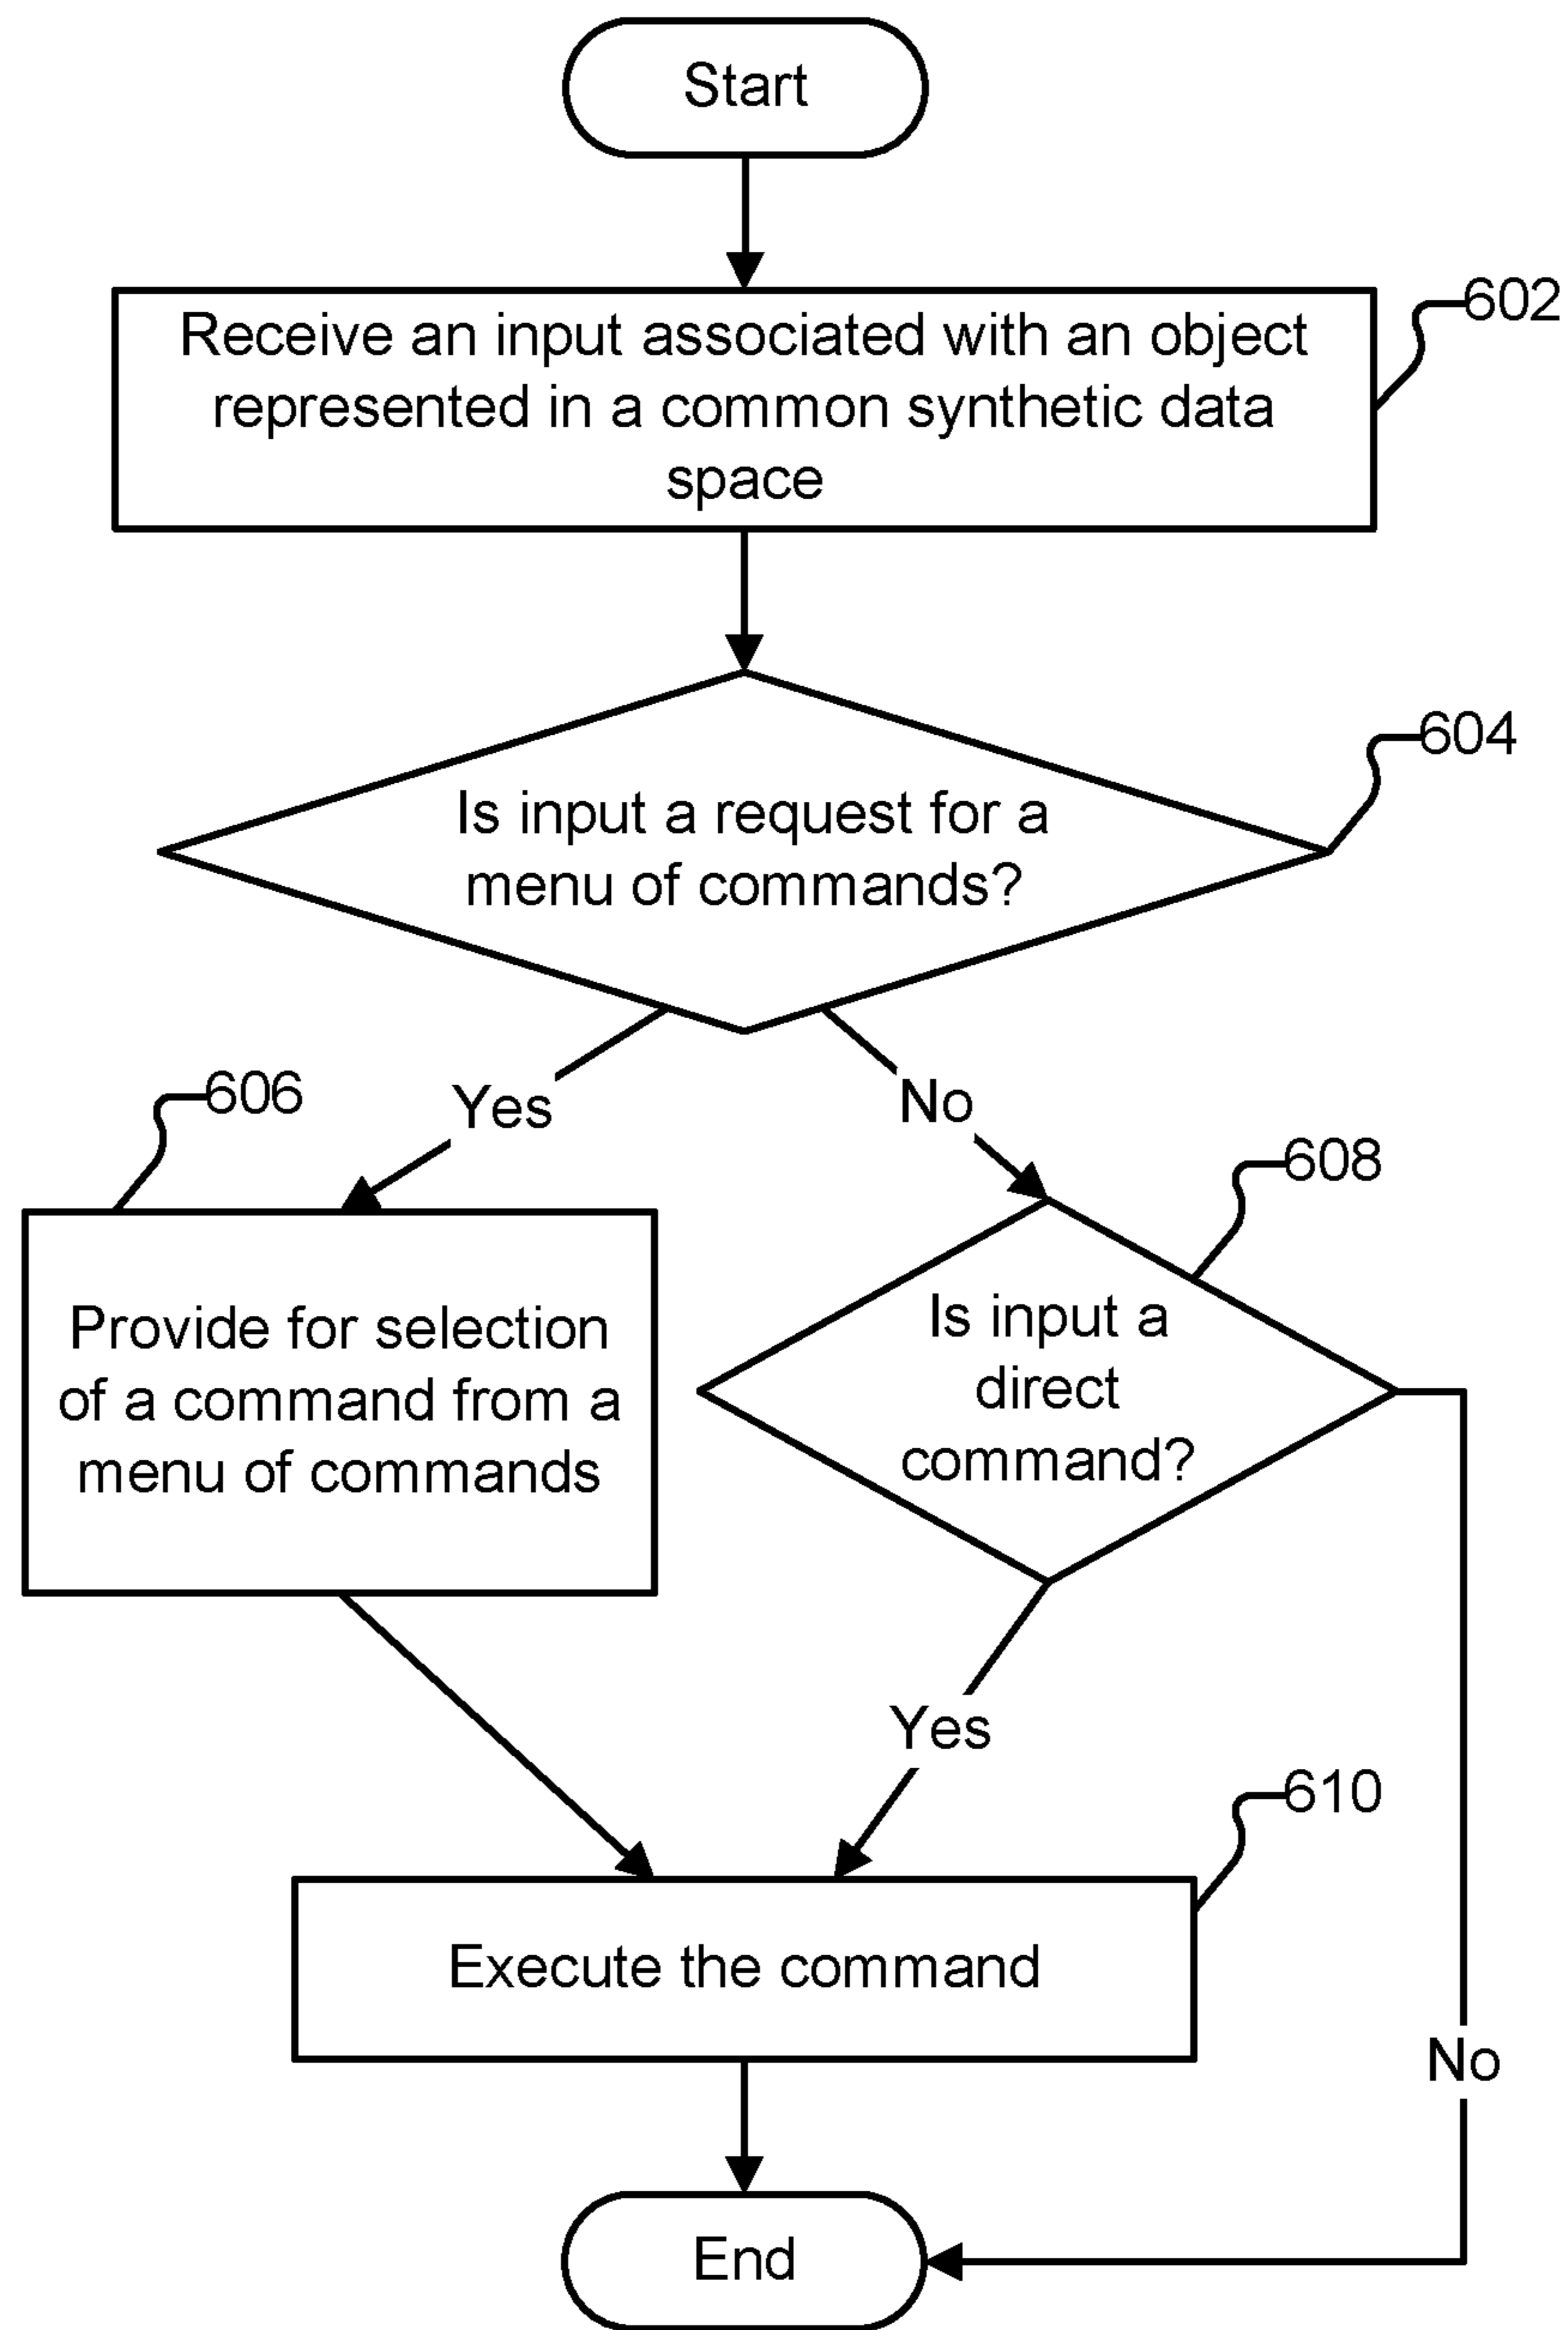 Start
Receive an input associated with an object
represented in a common synthetic data
space
602
Is input a request for a
menu of commands?
604
Yes
No
606
Provide for selection
of a command from a
menu of commands
608
Is input a
direct
command?
Yes
No
610
Execute the command
End